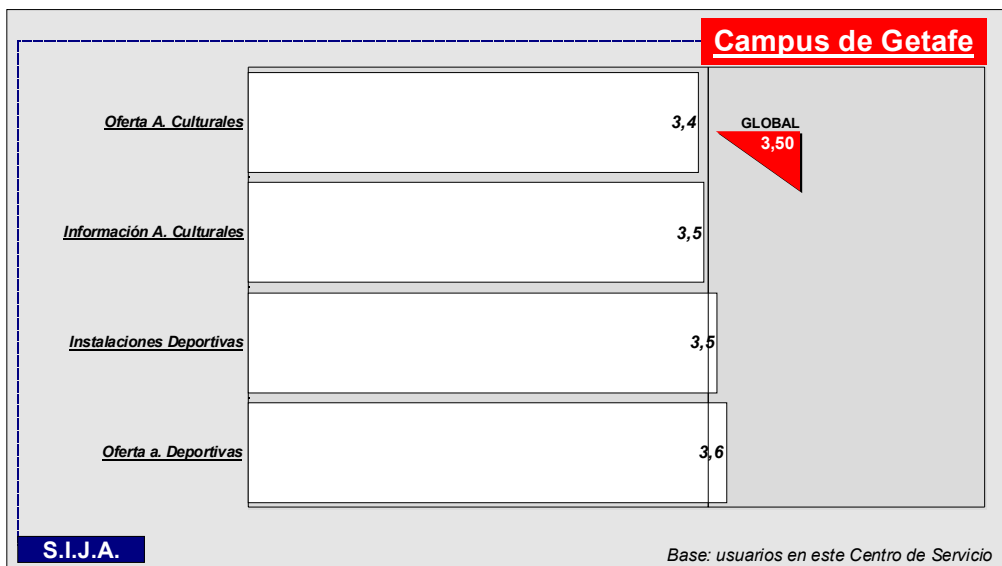 Campus de Getafe
Oferta A. Culturales
3,4
GLOBAL
3,50
Información A. Culturales
3,5
Instalaciones Deportivas
3,5
Oferta a. Deportivas
3,6
S.I.J.A.
Base: usuarios en este Centro de Servicio